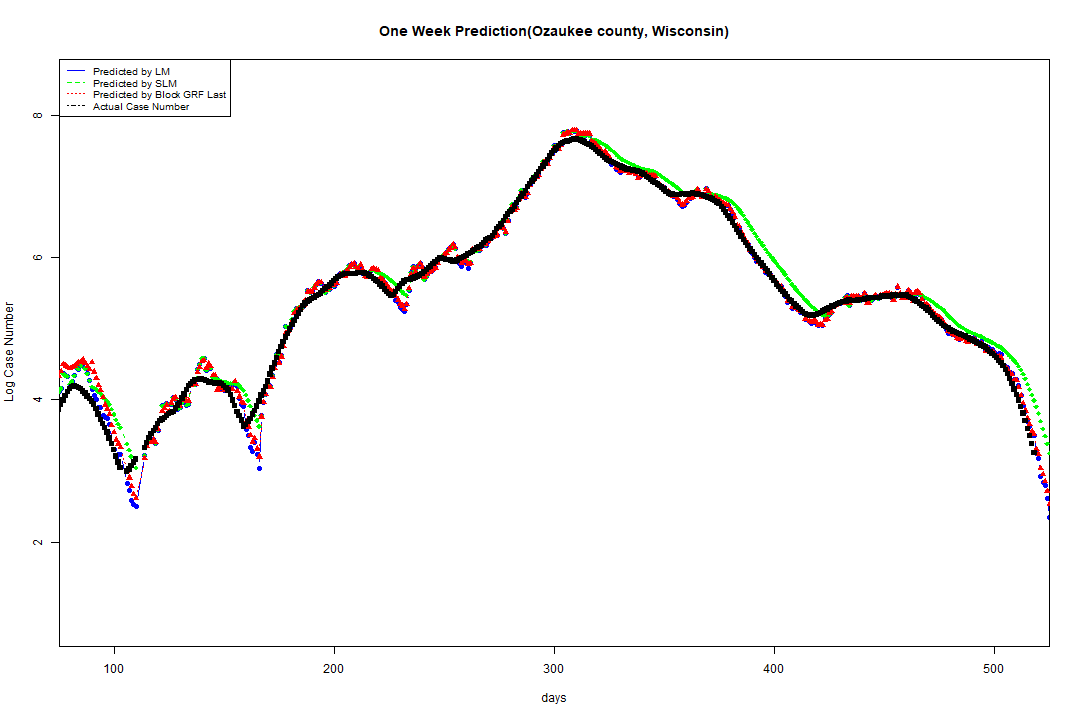 One Week Prediction(Ozaukee county, Wisconsin)
Predicted by LM
Predicted by SLM
Predicted by Block GRF Last
Actual Case Number
8
6
4
2
Log Case Number
100 200 300 400 500
days